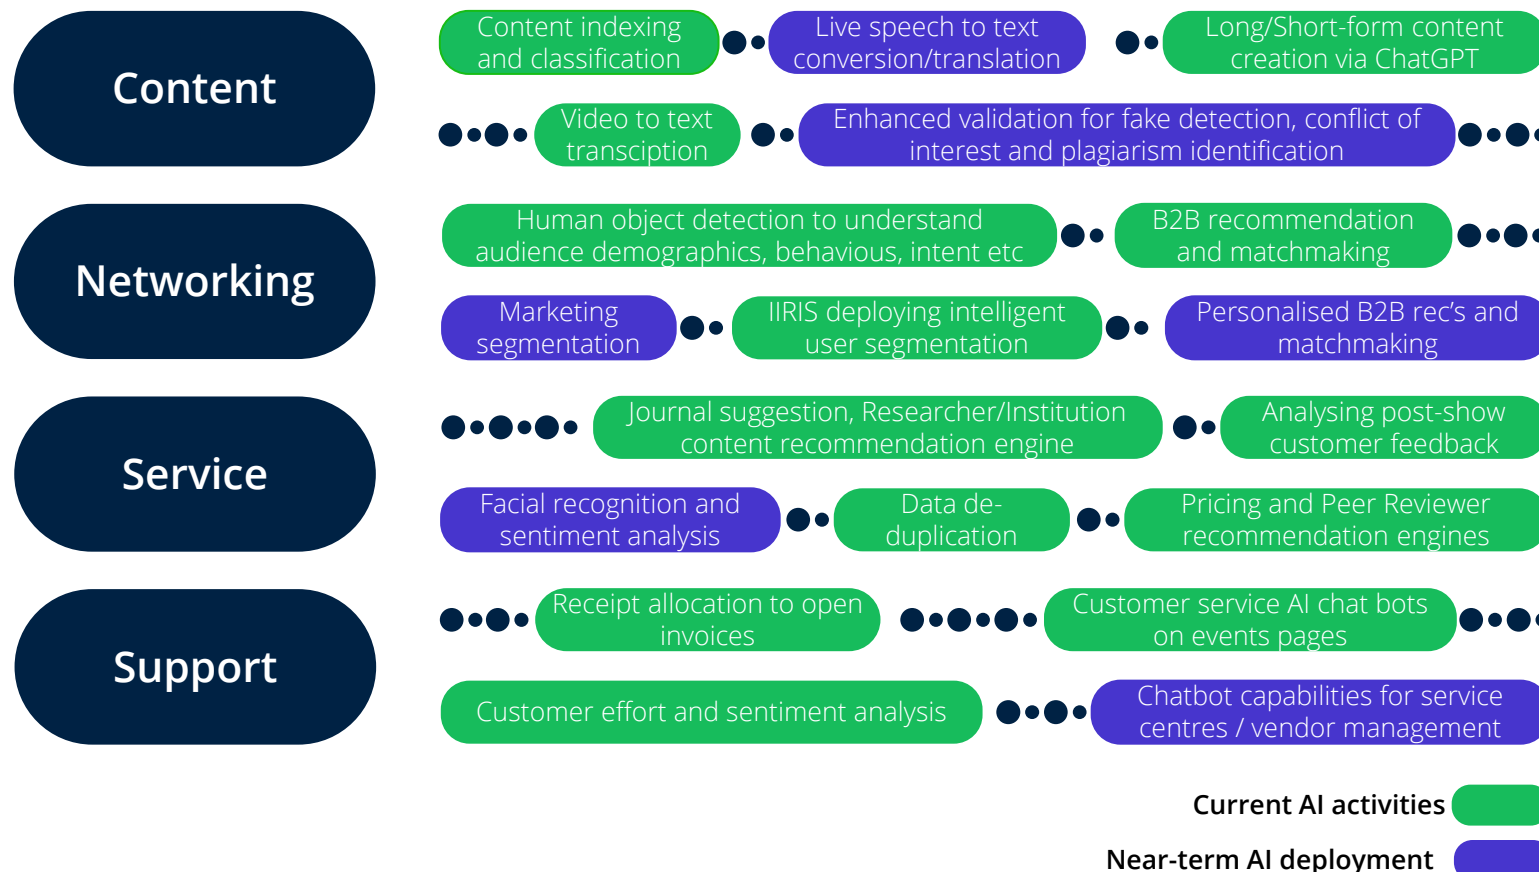 Content
Content indexing
and classification
Live speech to text
conversion/translation
Long/Short-form content
creation via ChatGPT
Video to text
transciption
Enhanced validation for fake detection, conflict of
interest and plagiarism identification
Networking
Human object detection to understand
audience demographics, behavious, intent etc
B2B recommendation
and matchmaking
Marketing
segmentation
IIRIS deploying intelligent
user segmentation
Personalised B2B rec's and
matchmaking
Service
Journal suggestion, Researcher/Institution
content recommendation engine
Analysing post-show
customer feedback
Facial recognition and
sentiment analysis
Data de-
duplication
Pricing and Peer Reviewer
recommendation engines
Support
Receipt allocation to open
invoices
Customer service AI chat bots
on events pages
Customer effort and sentiment analysis
Chatbot capabilities for service
centres / vendor management
Current AI activities
Near-term AI deployment